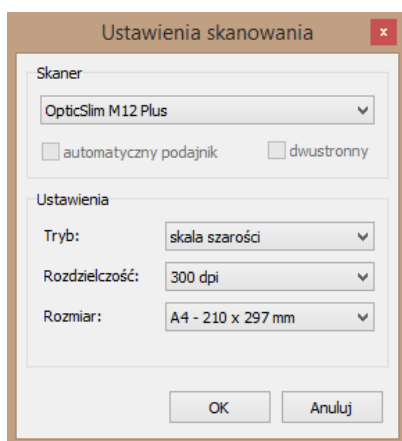 Ustawienia skanowania
x
Skaner
OpticSlim M12 Plus
automatyczny podajnik dwustronny
Ustawienia
Tryb: skala szarości
Rozdzielczość: 300 dpi
Rozmiar: A4 - 210 x 297 mm
OK Anuluj